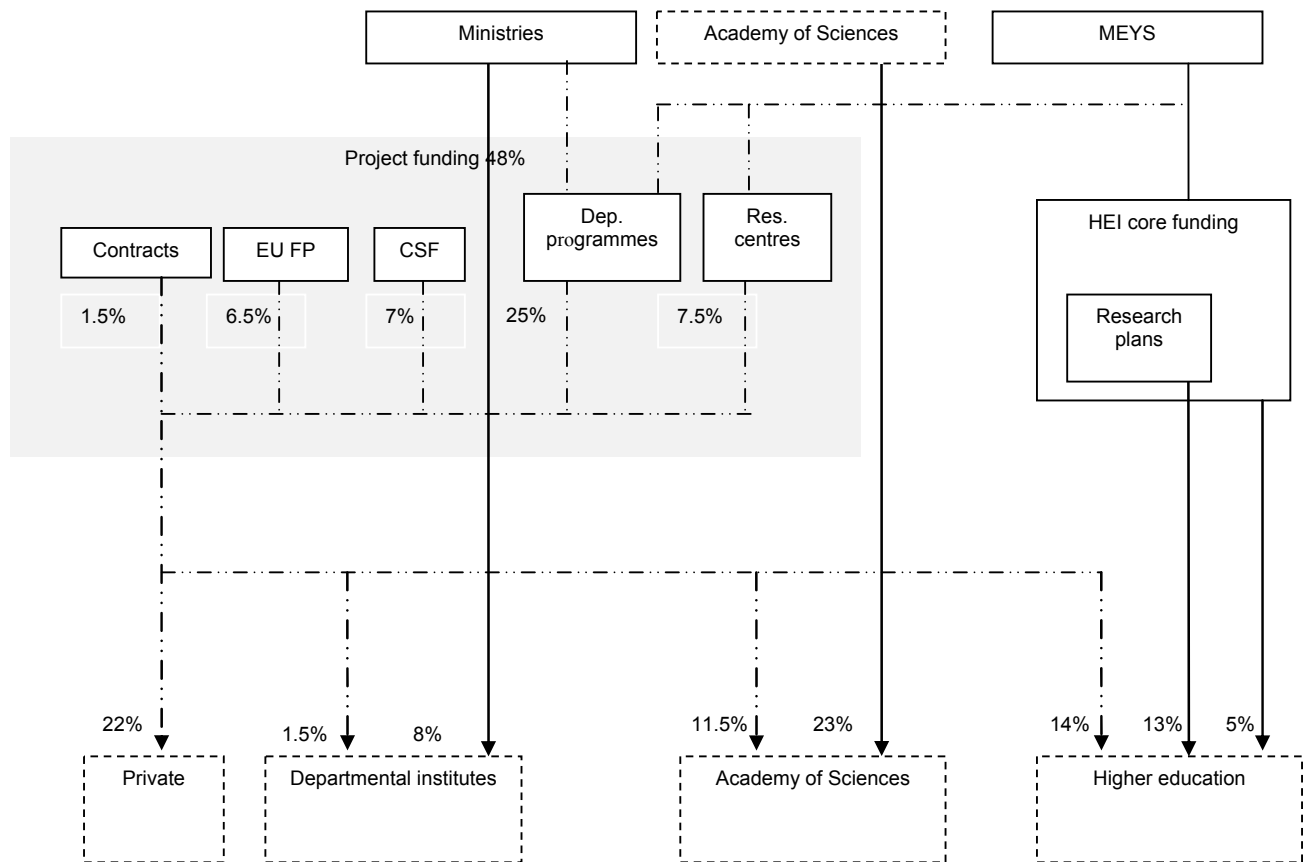 Ministries
Academy of Sciences
MEYS
Project funding 48%
Dep.
programmes
Res.
centres
HEI core funding
Contracts
EU FP
CSF
1.5%
6.5%
7%
25%
7.5%
Research
plans
22%
1.5%
8%
11.5%
23%
14%
13%
5%
Private
Departmental institutes
Academy of Sciences
Higher education